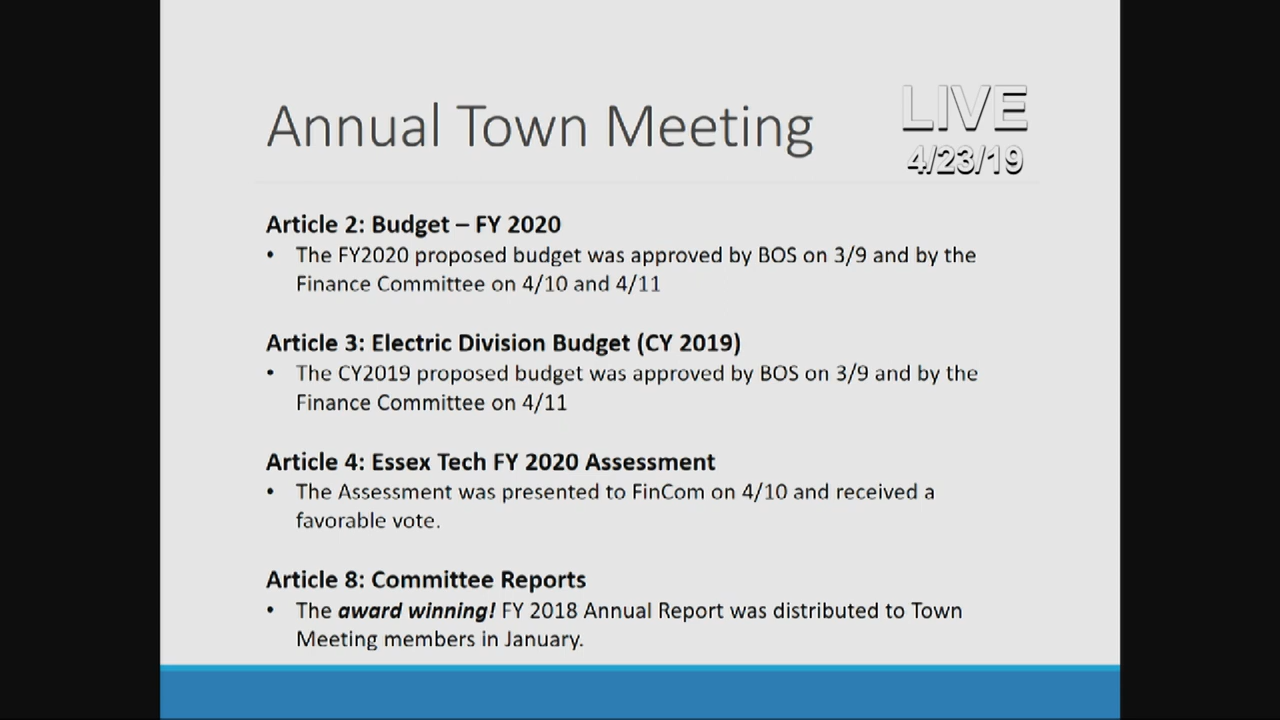 Annual Town Meeting
LIVE
4/23/19
Article 2: Budget – FY 2020
• The FY2020 proposed budget was approved by BOS on 3/9 and by the
Finance Committee on 4/10 and 4/11
Article 3: Electric Division Budget (CY 2019)
• The CY2019 proposed budget was approved by BOS on 3/9 and by the
Finance Committee on 4/11
Article 4: Essex Tech FY 2020 Assessment
• The Assessment was presented to FinCom on 4/10 and received a
favorable vote.
Article 8: Committee Reports
• The award winning! FY 2018 Annual Report was distributed to Town
Meeting members in January.